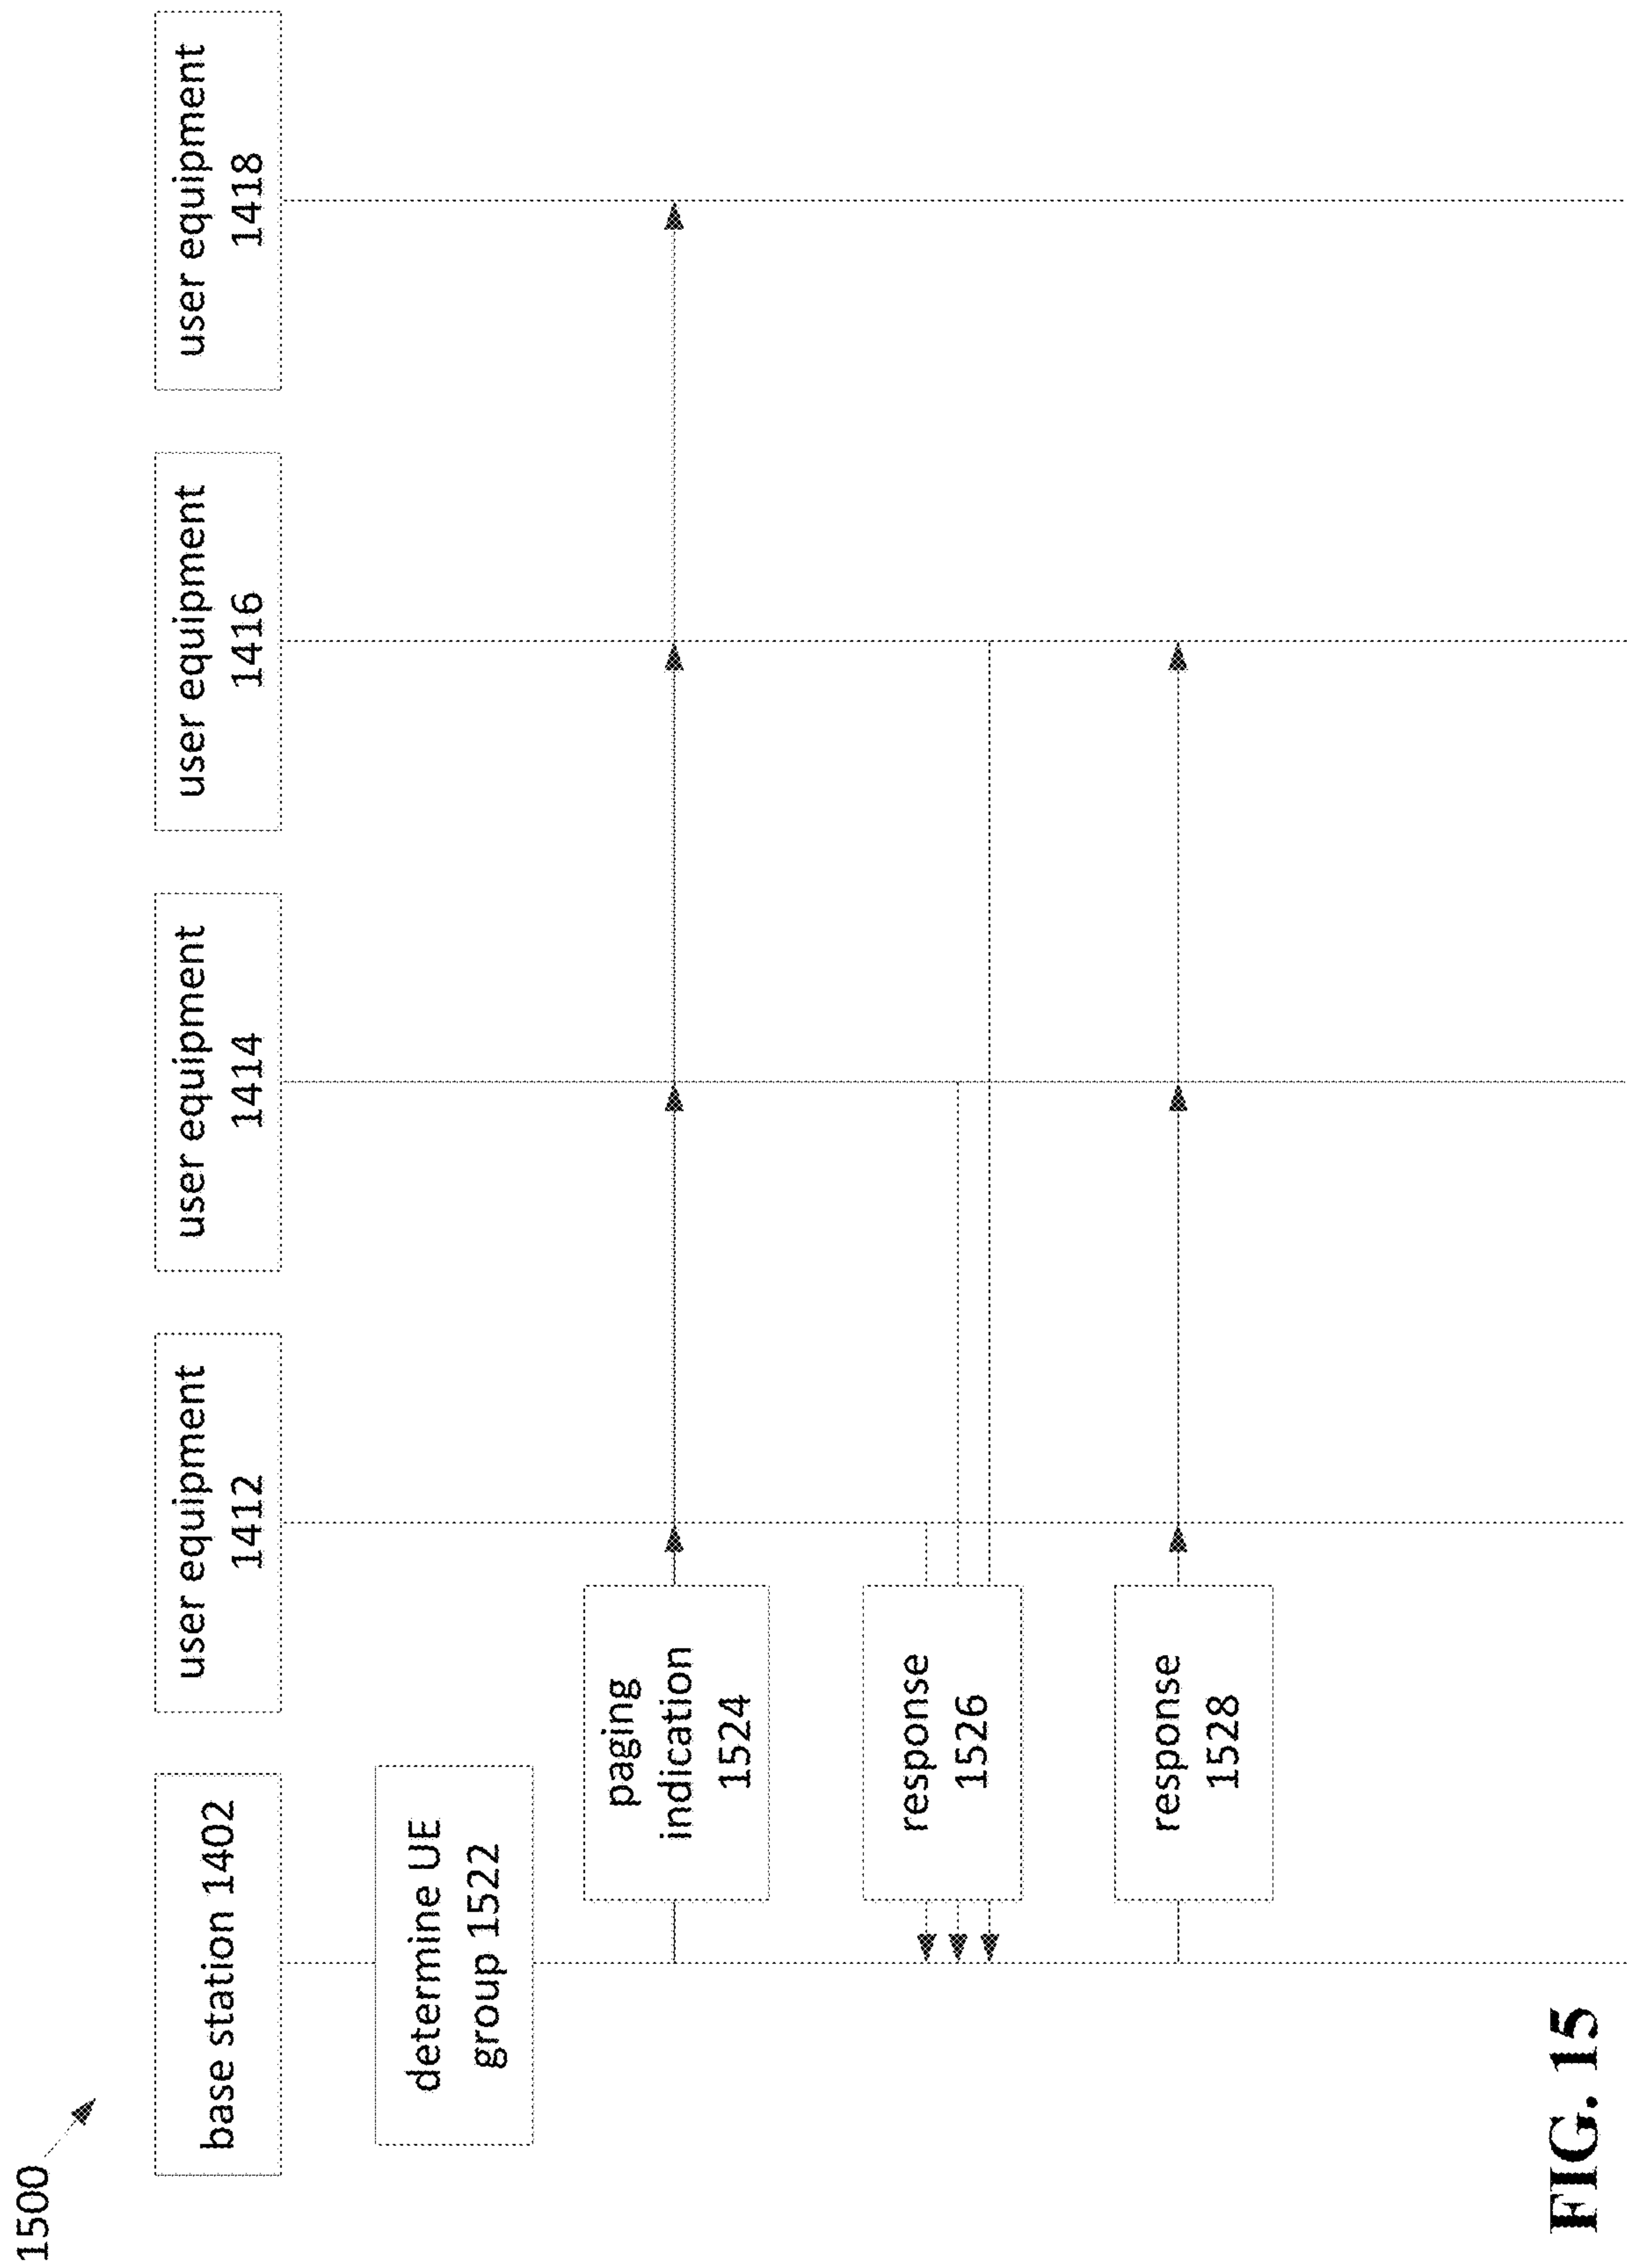 1500
base station 1402
user equipment
1412
user equipment
1414
user equipment
1416
user equipment
1418
determine UE
group 1522
paging
indication
1524
response
1526
response
1528
FIG. 15